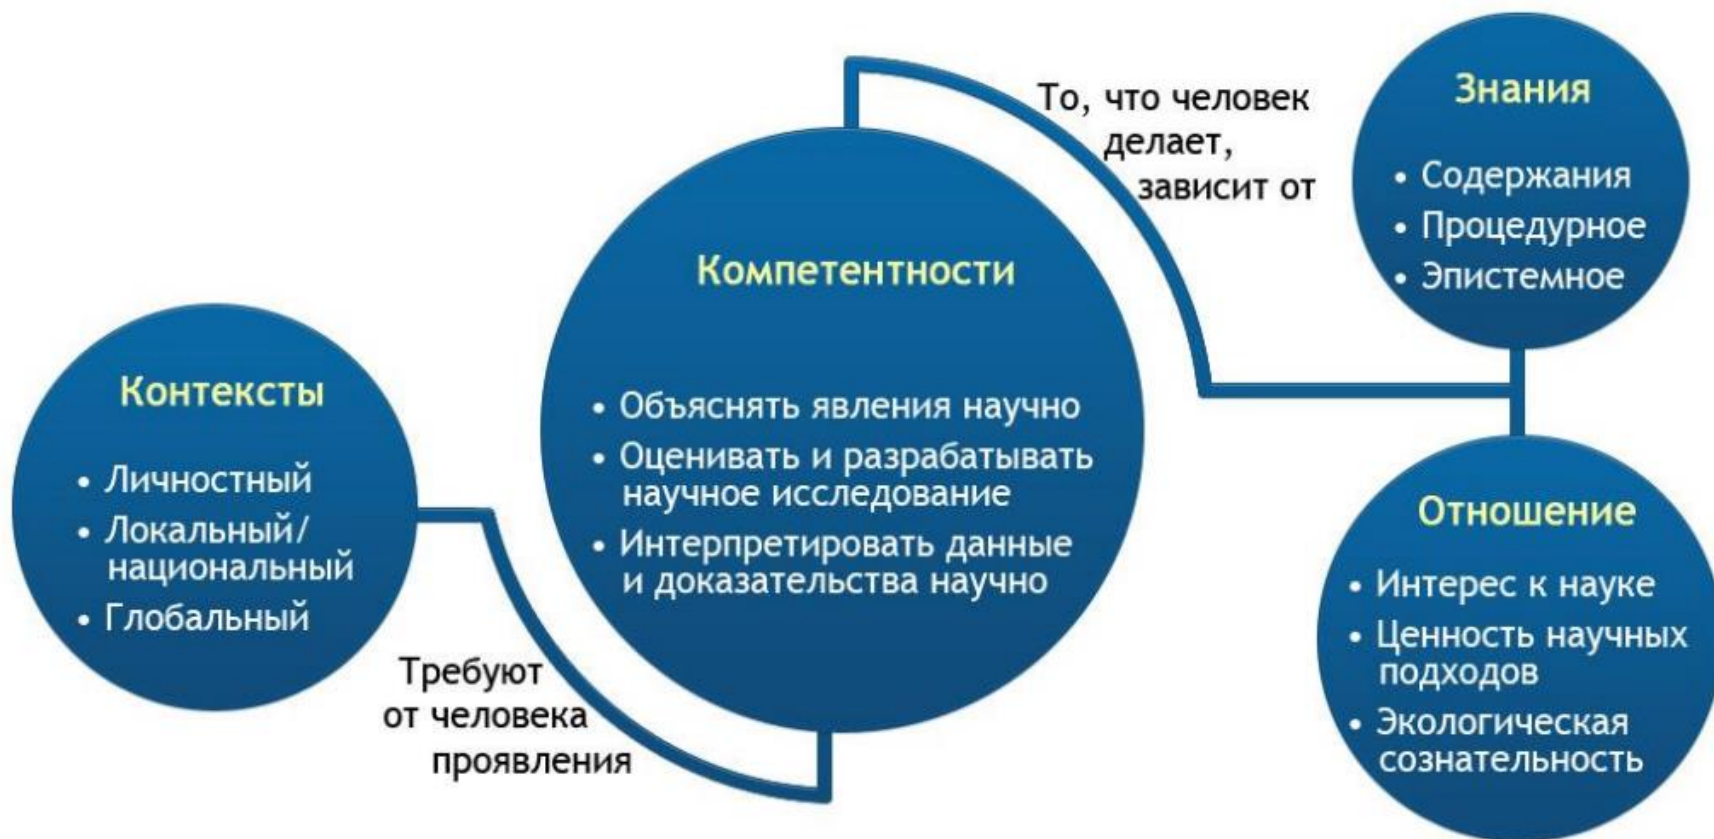 Контексты
• Личностный
• Локальный/
национальный
• Глобальный
Требуют
от человека
проявления
Компетентности
• Объяснять явления научно
• Оценивать и разрабатывать
научное исследование
• Интерпретировать данные
и доказательства научно
То, что человек
делает,
зависит от
Знания
• Содержания
• Процедурное
• Эпистемное
Отношение
• Интерес к науке
• Ценность научных
подходов
• Экологическая
сознательность